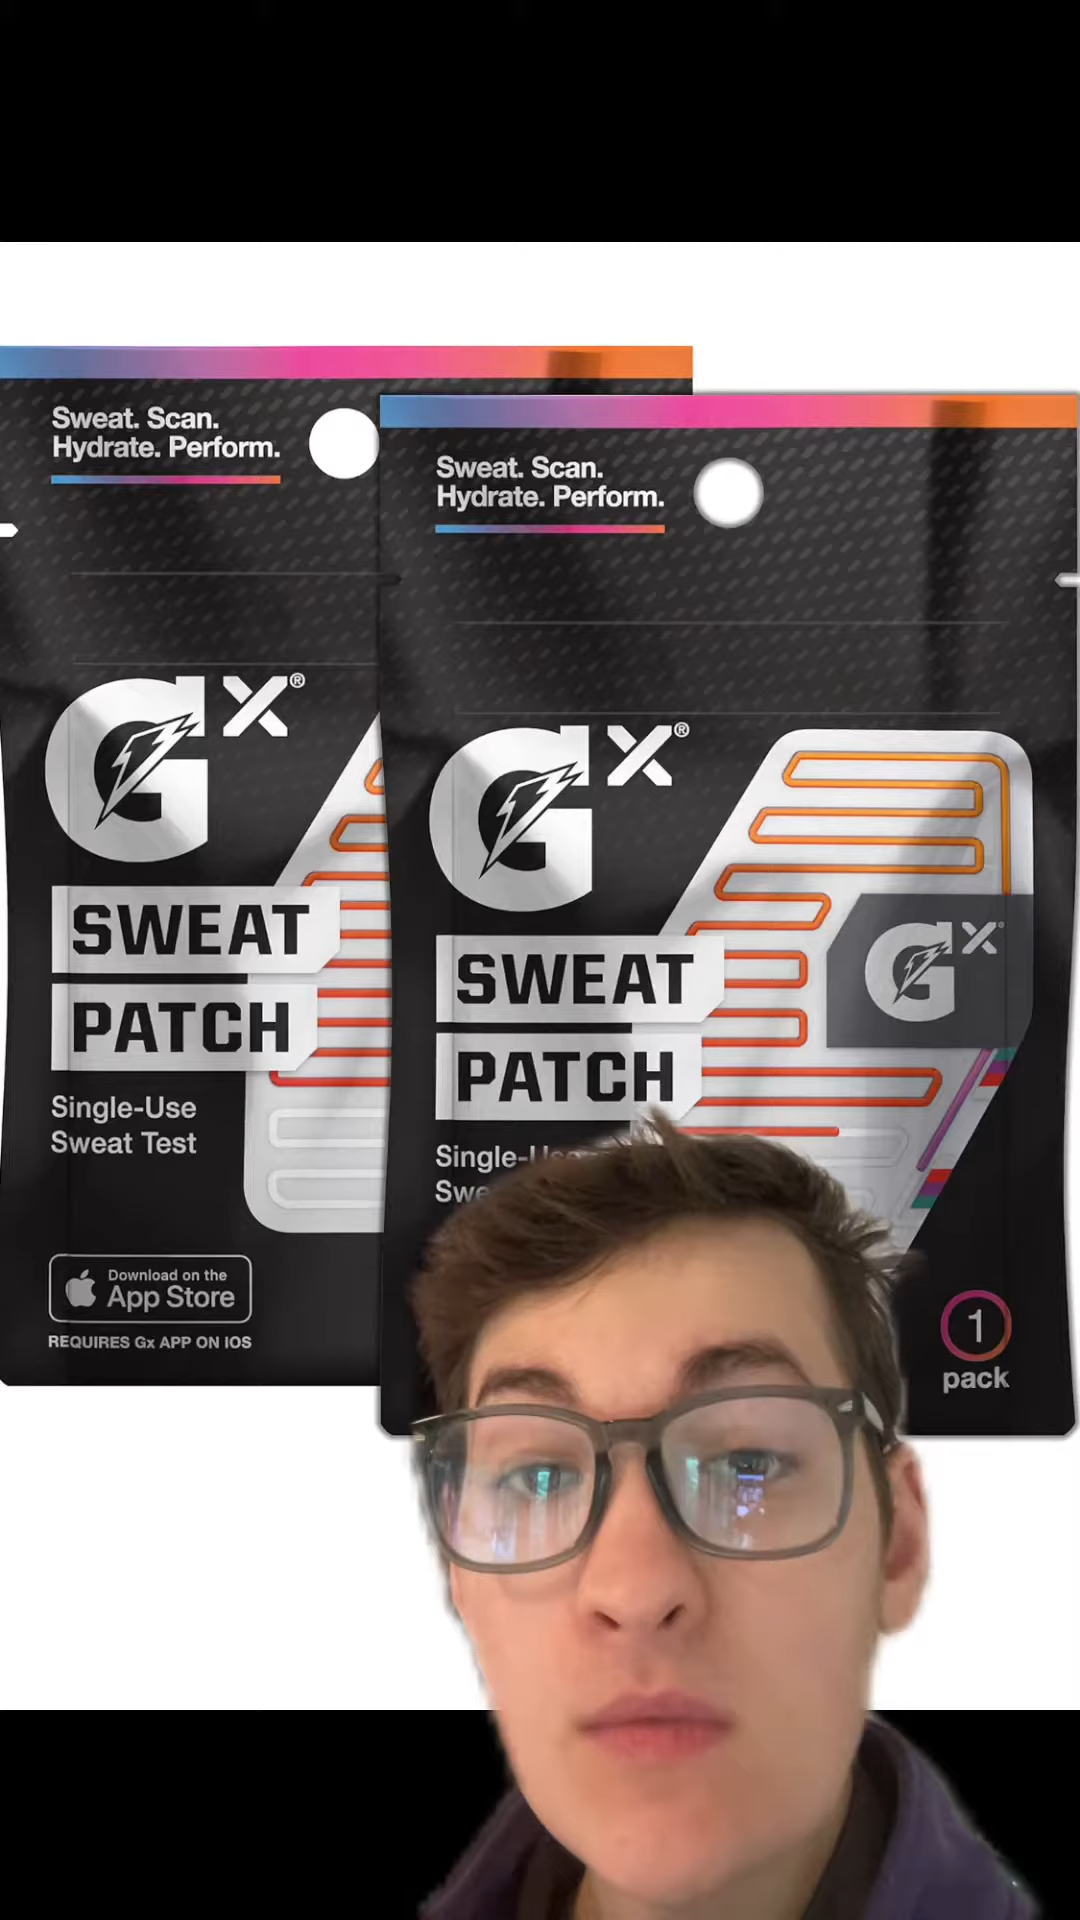 Sweat. Scan.
Hydrate. Perform.
Gx®
SWEAT
PATCH
Single-Use
Sweat Test
Download on the
App Store
REQUIRES Gx APP ON IOS
Sweat. Scan.
Hydrate. Perform.
Gx®
Gx
SWEAT
PATCH
1
pack